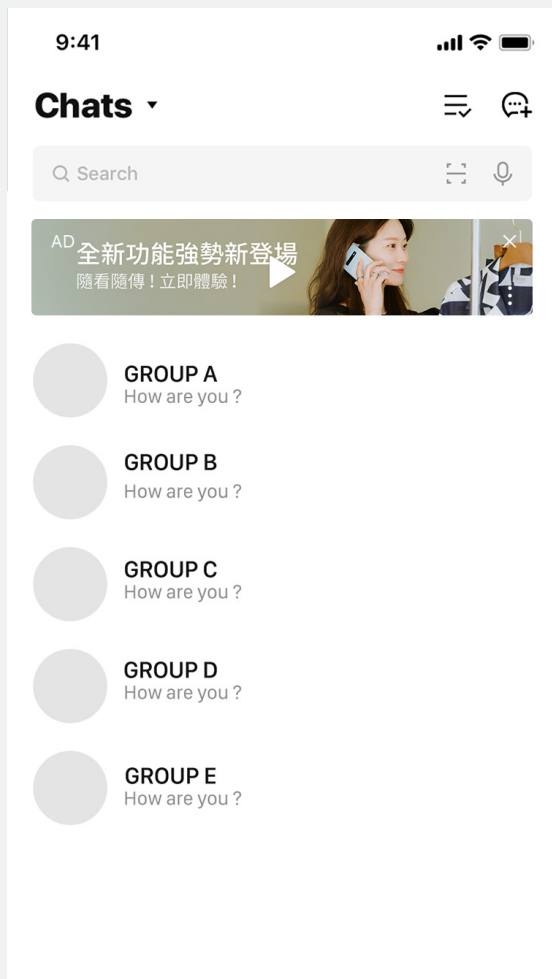 9:41
Chats
Search
AD
全新功能強勢新登場
隨看隨傳！立即體驗！
GROUP A
How are you ?
GROUP B
How are you ?
GROUP C
How are you ?
GROUP D
How are you ?
GROUP E
How are you ?